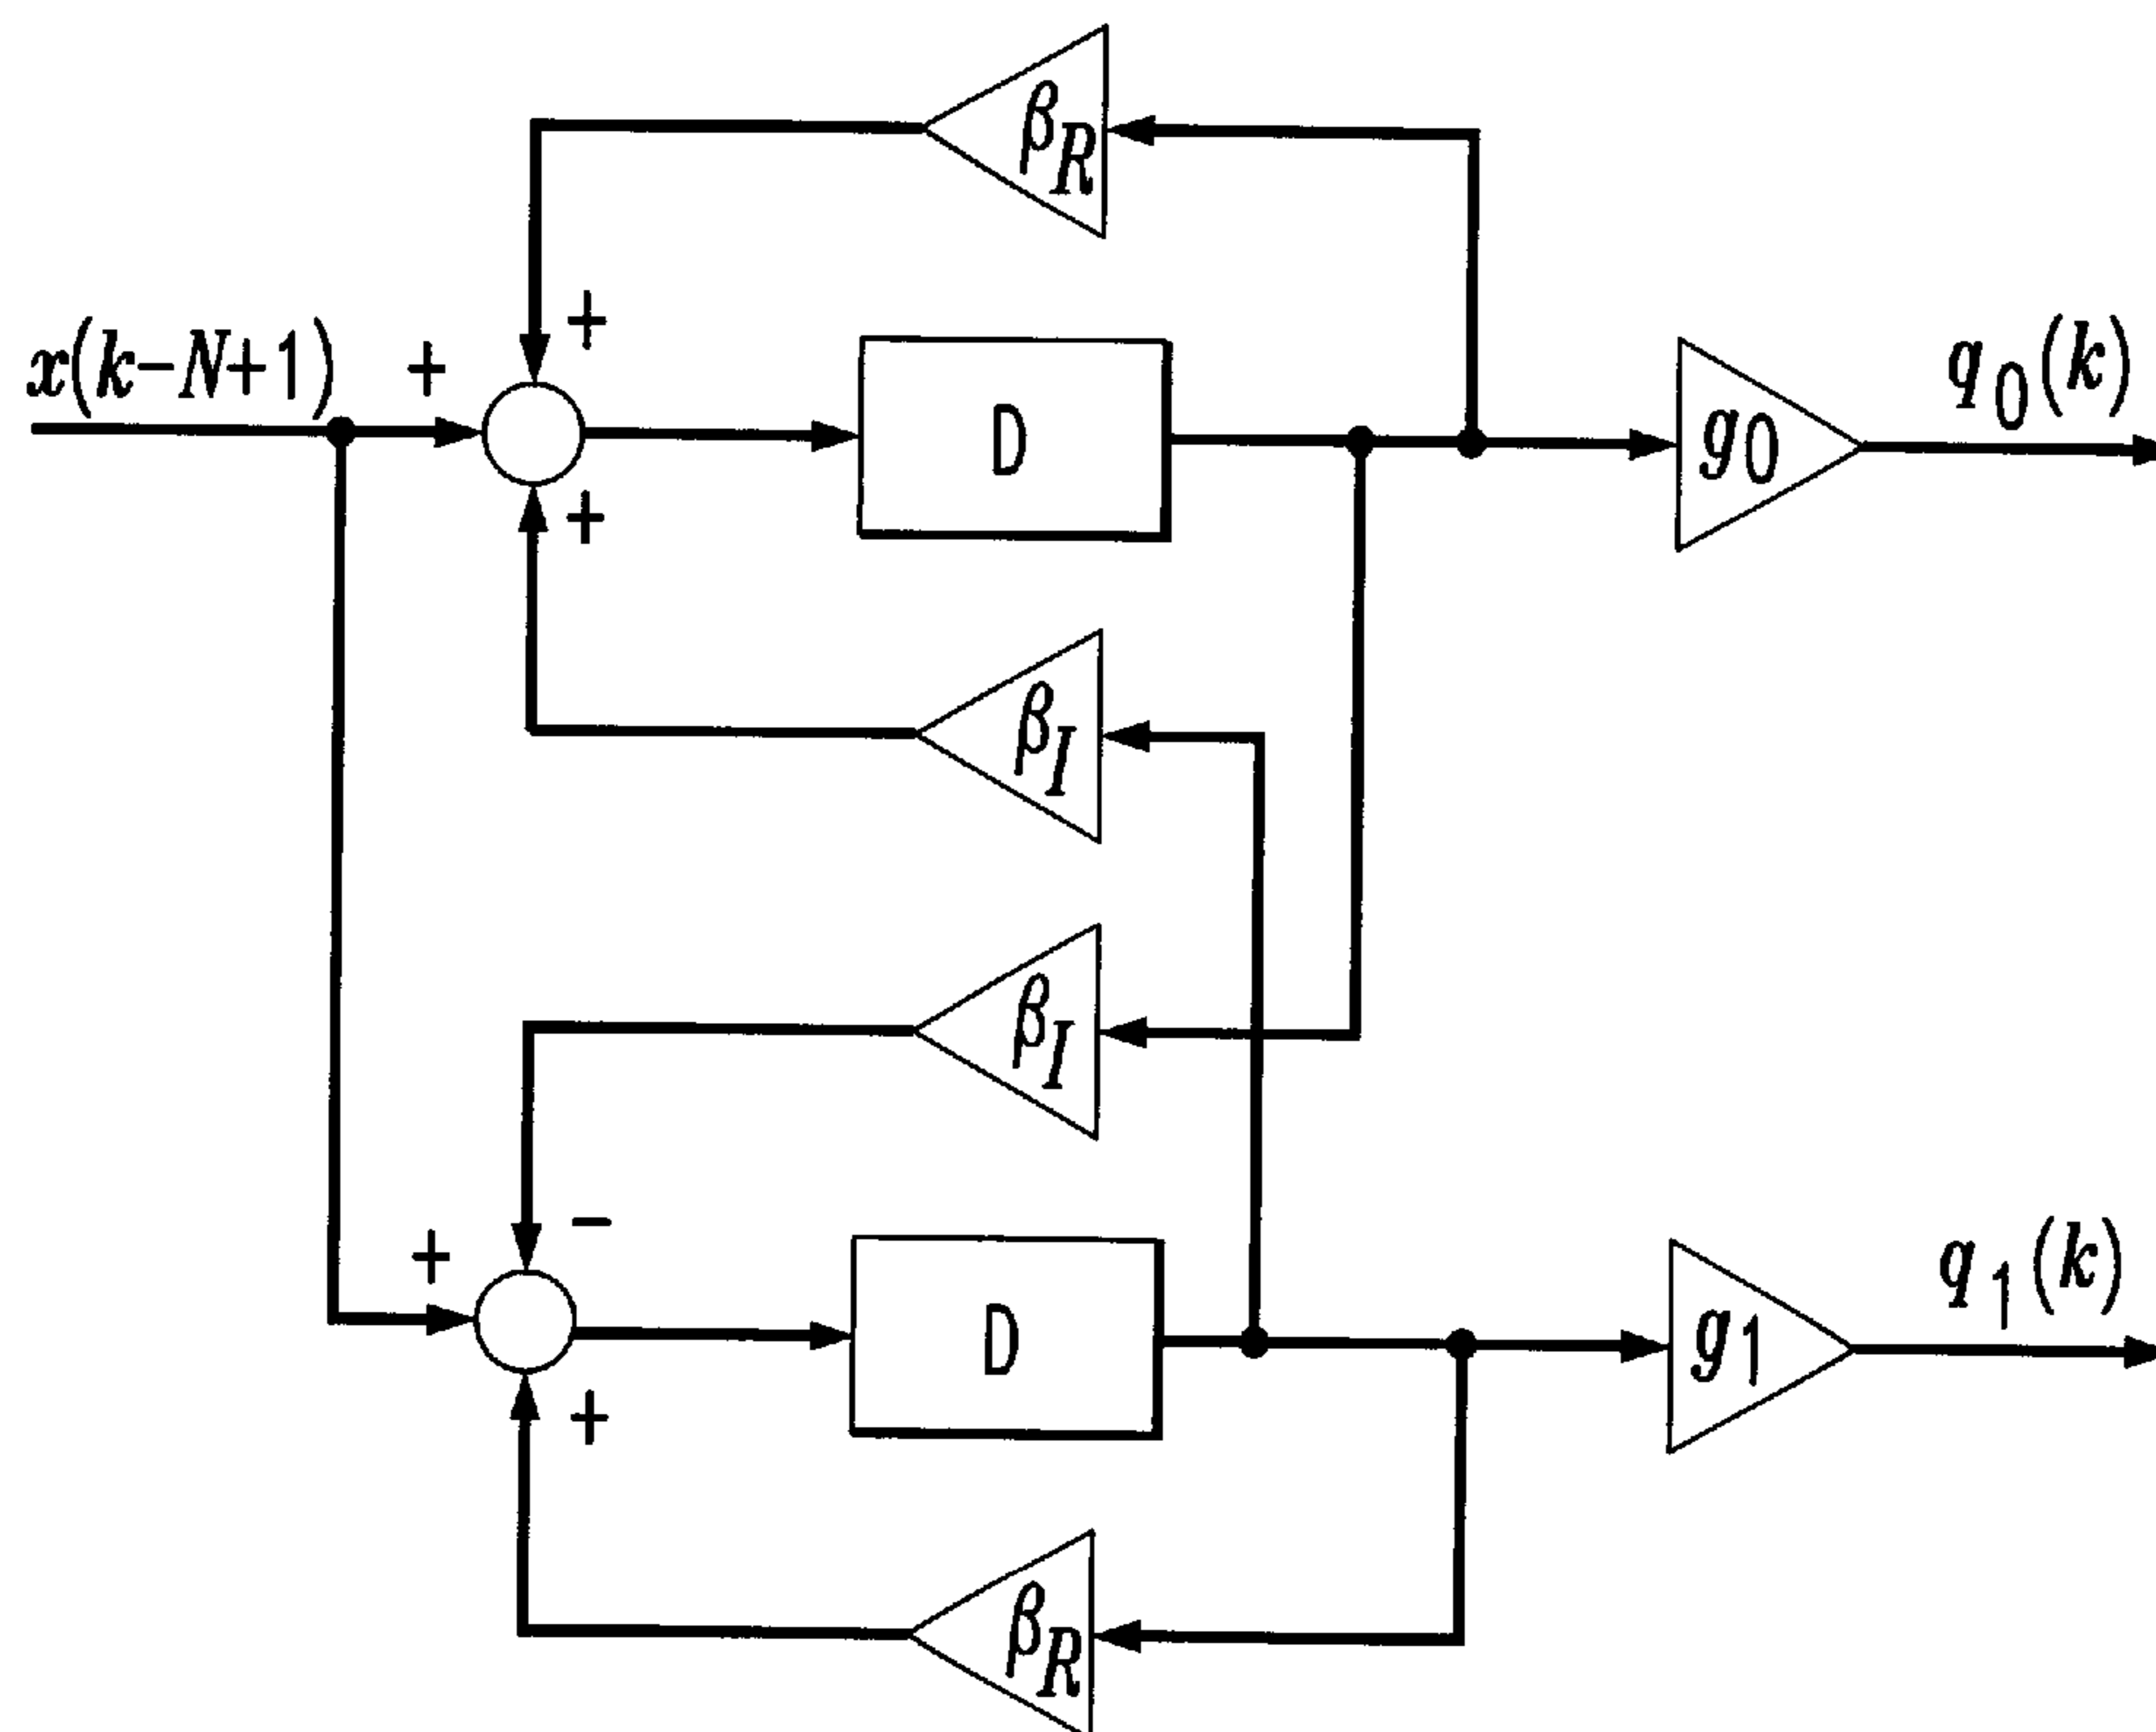 β_R
+
x(k-N+1) +
D
g_0
q_0(k)
+
β_I
β_I
−
+
D
g_1
q_1(k)
+
β_R